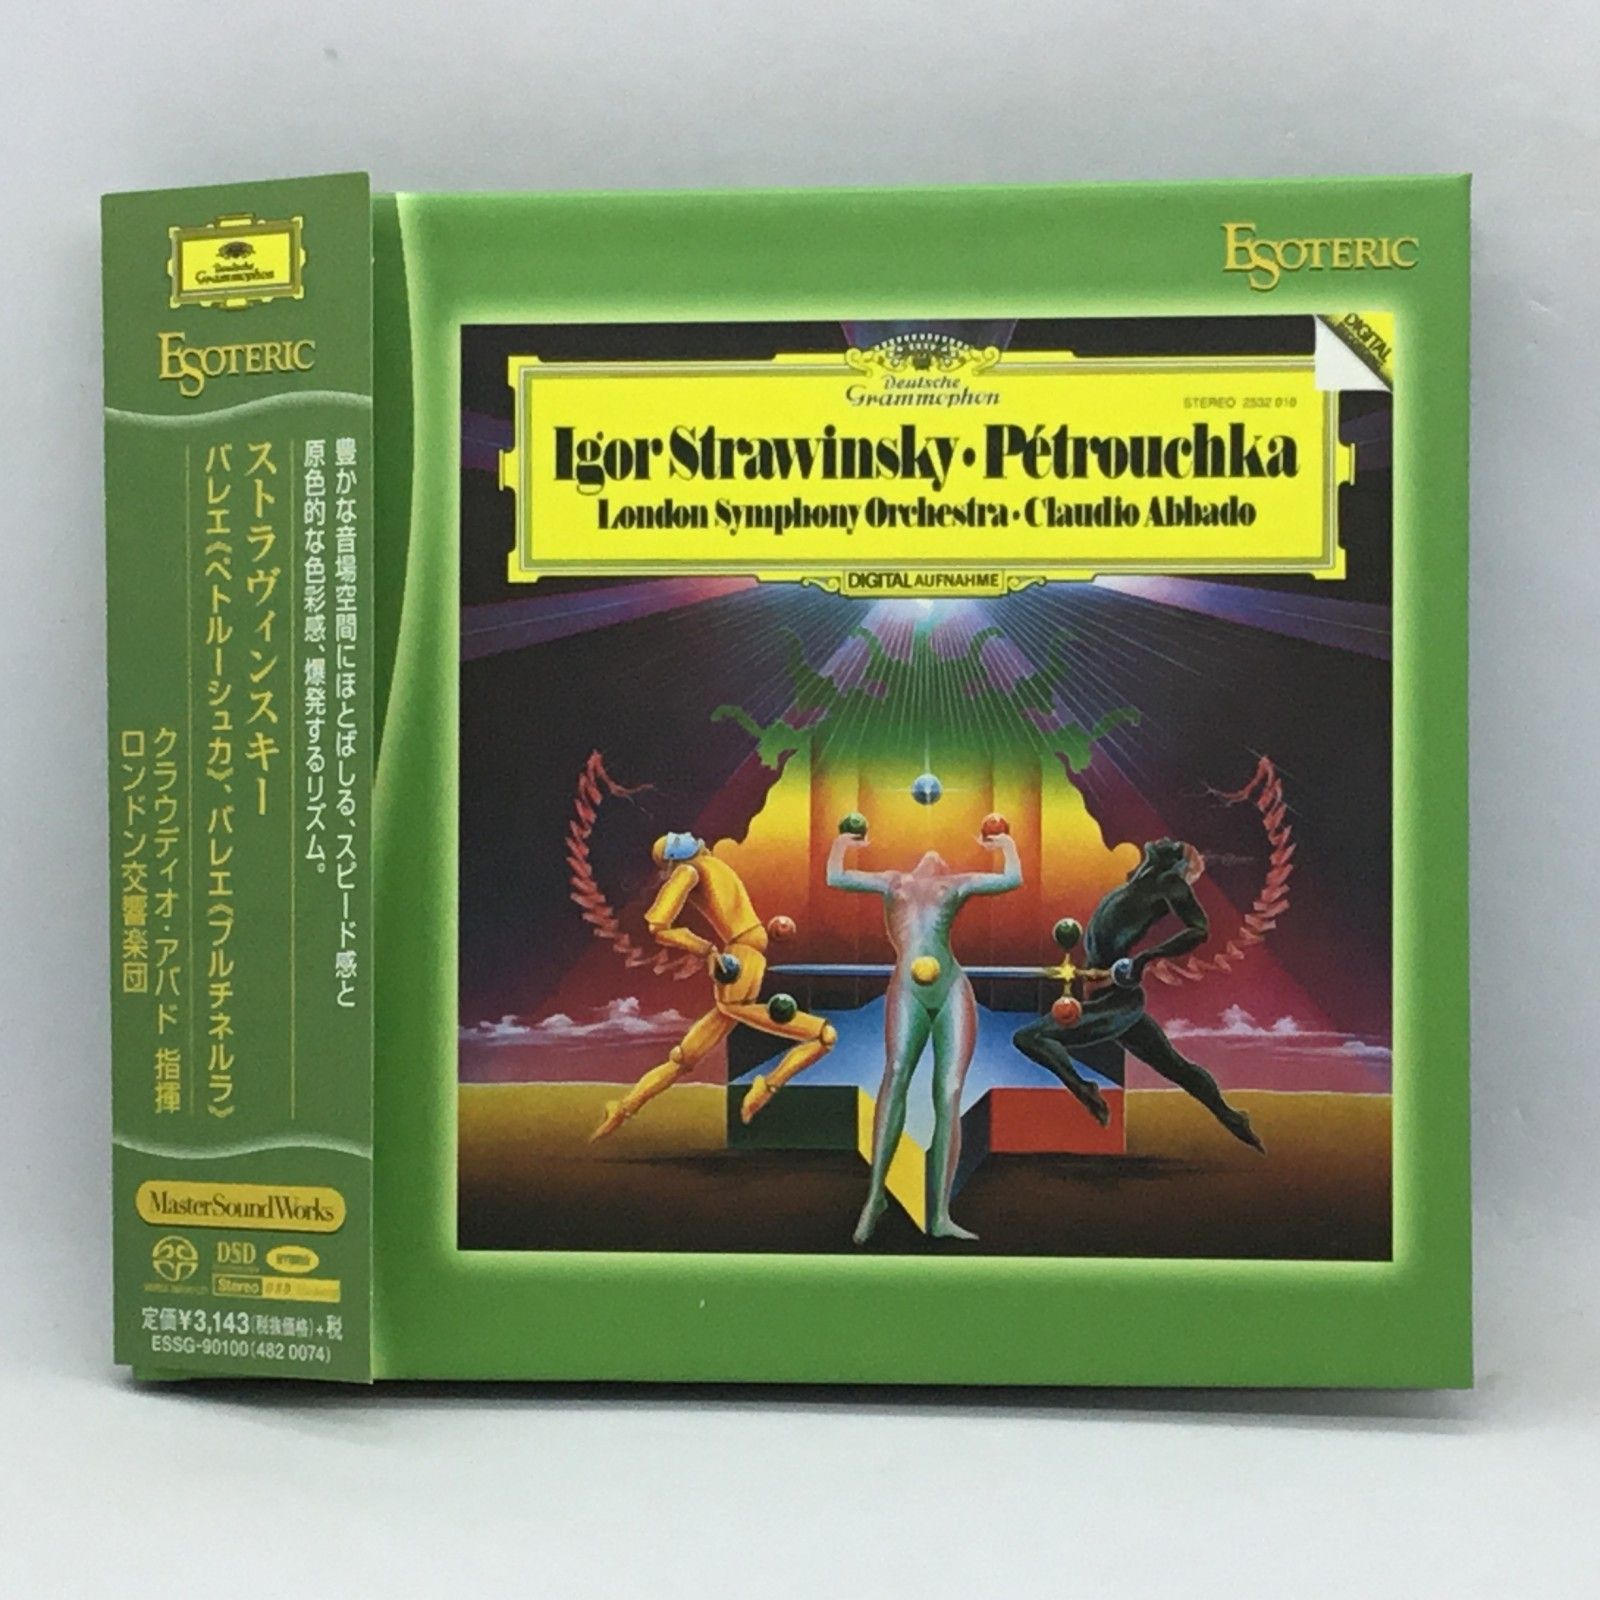 Deutsche
Grammophon
ESOTERIC
豊かな音場空間にほとばしる、スピード感と
原色的な色彩感、爆発するリズム。
ストラヴィンスキー
バレエ《ペトルーシュカ》、バレエ《プルチネルラ》
クラウディオ・アバド 指揮
ロンドン交響楽団
MasterSoundWorks
DSD
Stereo
定価¥3,143(税抜価格)+税
ESSG-90100(482 0074)
ESOTERIC
DIGITAL
Deutsche
Grammophon
STEREO 2532 010
Igor Strawinsky · Pétrouchka
London Symphony Orchestra · Claudio Abbado
DIGITAL AUFNAHME